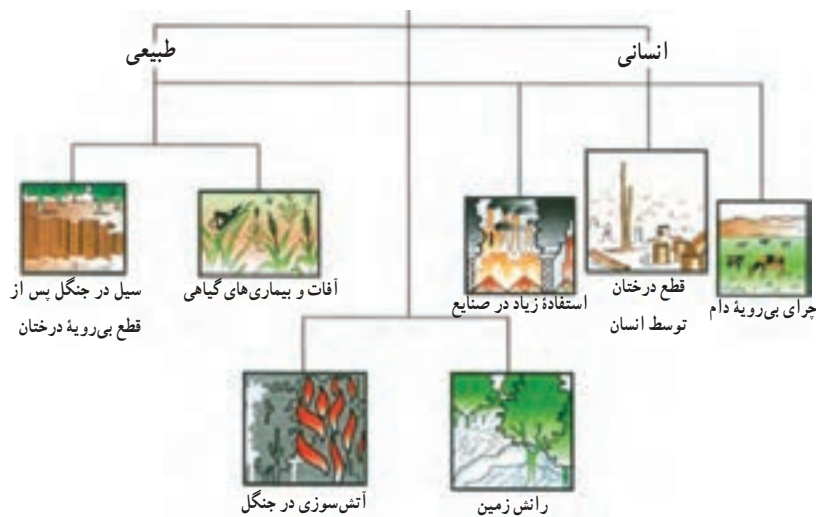 انسانی
طبیعی
چرای بی‌رویهٔ دام
قطع درختان
توسط انسان
استفادهٔ زیاد در صنایع
آفات و بیماری‌های گیاهی
سیل در جنگل پس از
قطع بی‌رویهٔ درختان
رانش زمین
آتش‌سوزی در جنگل